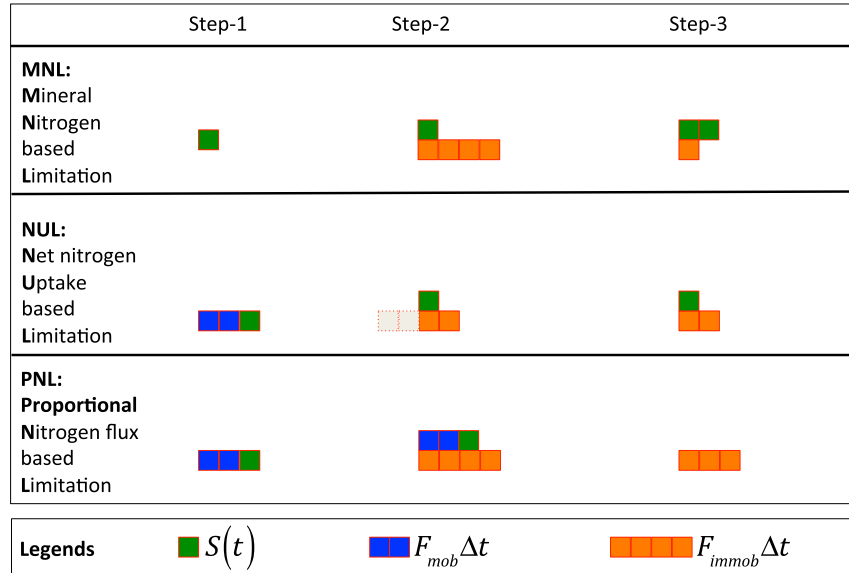 Step-1 Step-2 Step-3
MNL:
Mineral
Nitrogen
based
Limitation
NUL:
Net nitrogen
Uptake
based
Limitation
PNL:
Proportional
Nitrogen flux
based
Limitation
Legends S(t) F_mob Δt F_immob Δt